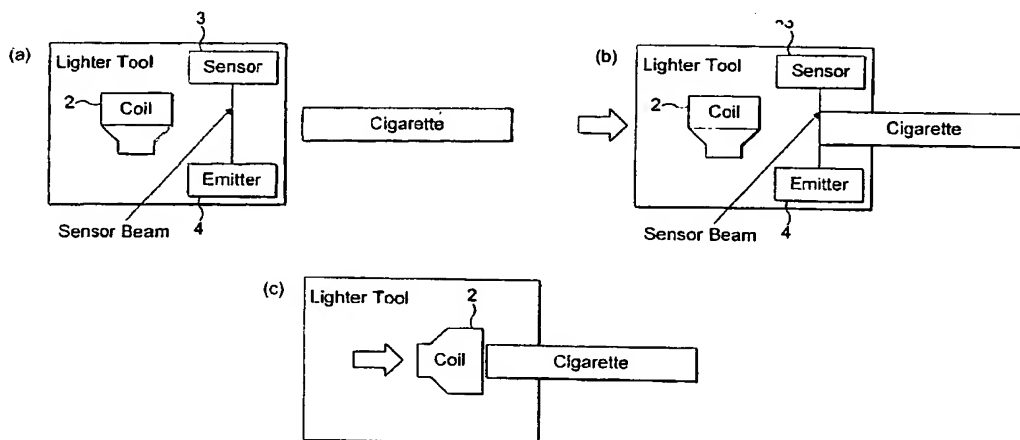 (a)
3
Lighter Tool
Sensor
2
Coil
Cigarette
Emitter
4
Sensor Beam
(b)
Lighter Tool
Sensor
2
Coil
Cigarette
Emitter
4
Sensor Beam
(c)
Lighter Tool
2
Coil
Cigarette